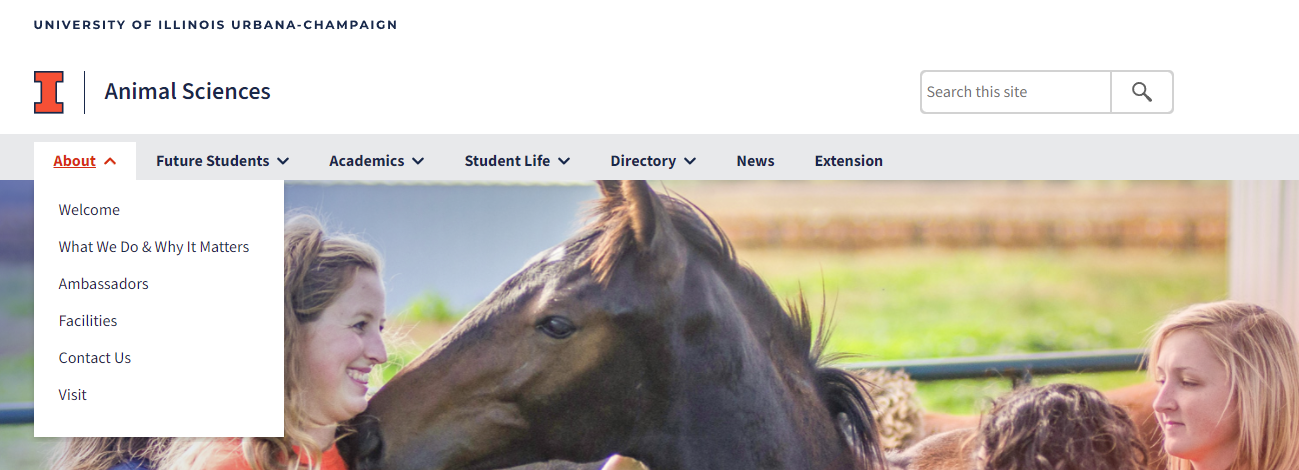 UNIVERSITY OF ILLINOIS URBANA-CHAMPAIGN
I
Animal Sciences
Search this site
About
Future Students
Academics
Student Life
Directory
News
Extension
Welcome
What We Do & Why It Matters
Ambassadors
Facilities
Contact Us
Visit